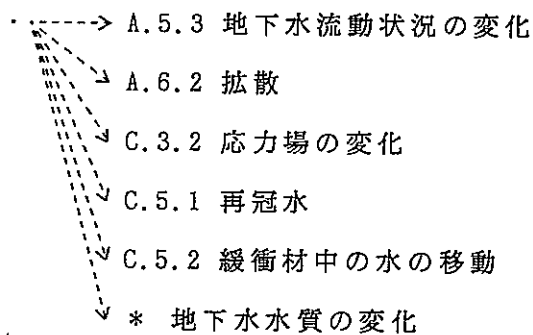 A.5.3 地下水流動状況の変化
A.6.2 拡散
C.3.2 応力場の変化
C.5.1 再冠水
C.5.2 緩衝材中の水の移動
* 地下水水質の変化